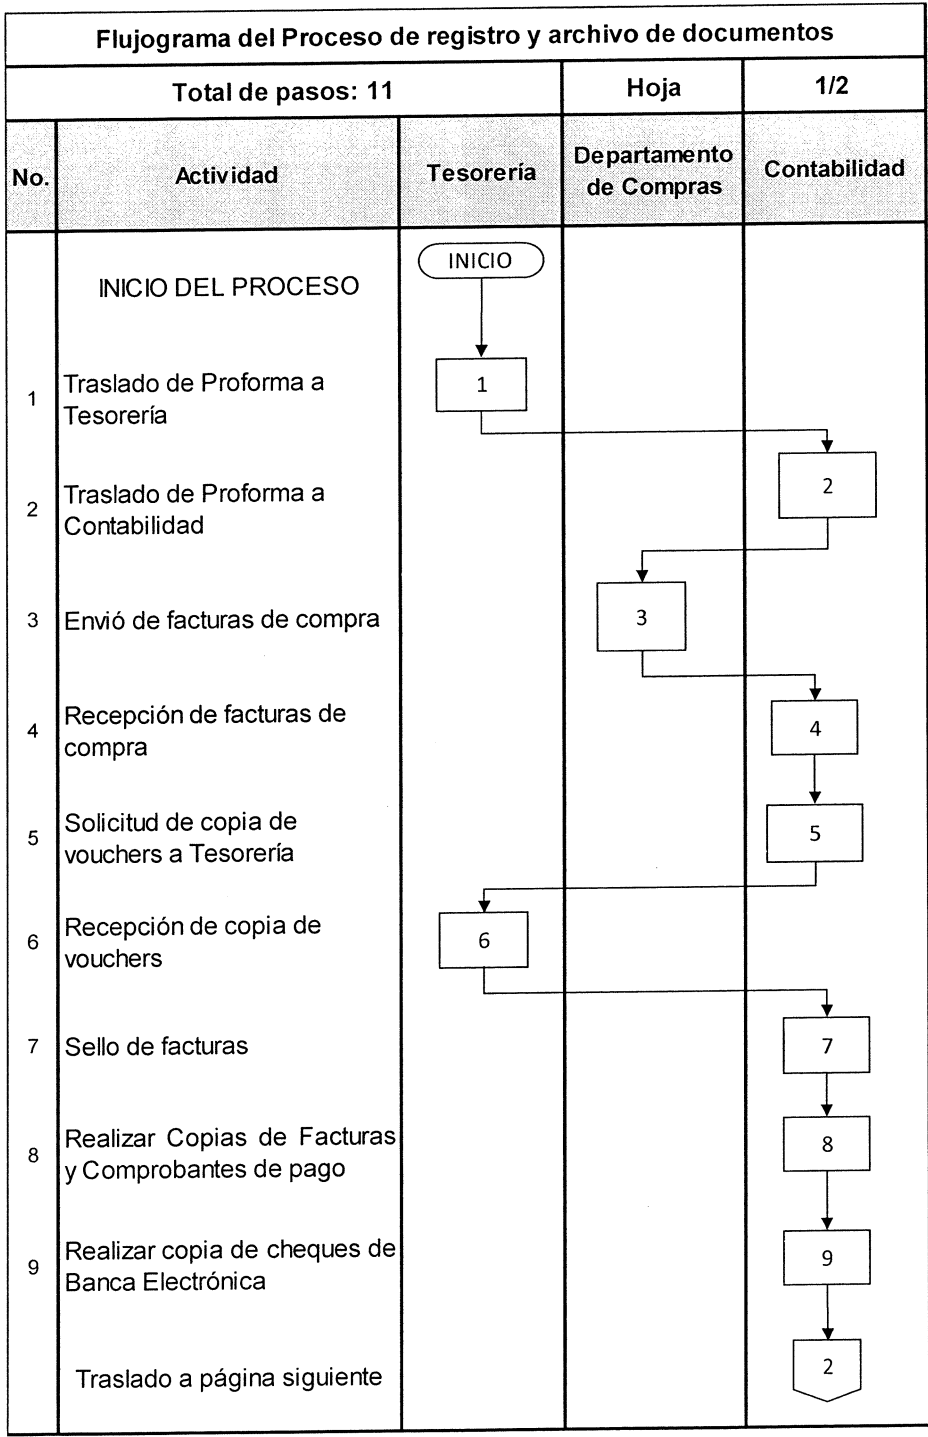 Flujograma del Proceso de registro y archivo de documentos
Total de pasos: 11
Hoja
1/2
No.
Actividad
Tesorería
Departamento
de Compras
Contabilidad
INICIO DEL PROCESO
INICIO
1
Traslado de Proforma a
Tesorería
1
2
Traslado de Proforma a
Contabilidad
2
3
Envió de facturas de compra
3
4
Recepción de facturas de
compra
4
5
Solicitud de copia de
vouchers a Tesorería
5
6
Recepción de copia de
vouchers
6
7
Sello de facturas
7
8
Realizar Copias de Facturas
y Comprobantes de pago
8
9
Realizar copia de cheques de
Banca Electrónica
9
Traslado a página siguiente
2